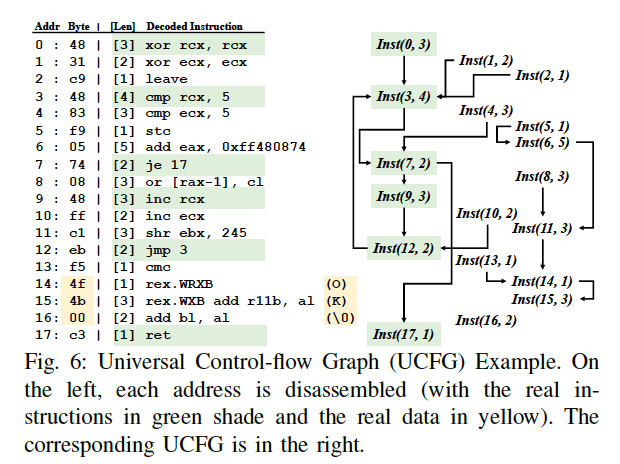 Addr Byte | [Len] Decoded Instruction
0 : 48 | [3] xor rcx, rcx
1 : 31 | [2] xor ecx, ecx
2 : c9 | [1] leave
3 : 48 | [4] cmp rcx, 5
4 : 83 | [3] cmp ecx, 5
5 : f9 | [1] stc
6 : 05 | [5] add eax, 0xff480874
7 : 74 | [2] je 17
8 : 08 | [3] or [rax-1], cl
9 : 48 | [3] inc rcx
10: ff | [2] inc ecx
11: c1 | [3] shr ebx, 245
12: eb | [2] jmp 3
13: f5 | [1] cmc
14: 4f | [1] rex.WRXB (O)
15: 4b | [3] rex.WXB add r11b, al (K)
16: 00 | [2] add bl, al (\0)
17: c3 | [1] ret
Inst(0, 3)
Inst(1, 2)
Inst(2, 1)
Inst(3, 4)
Inst(4, 3)
Inst(5, 1)
Inst(6, 5)
Inst(7, 2)
Inst(8, 3)
Inst(9, 3)
Inst(10, 2)
Inst(11, 3)
Inst(12, 2)
Inst(13, 1)
Inst(14, 1)
Inst(15, 3)
Inst(16, 2)
Inst(17, 1)
Fig. 6: Universal Control-flow Graph (UCFG) Example. On
the left, each address is disassembled (with the real in-
structions in green shade and the real data in yellow). The
corresponding UCFG is in the right.